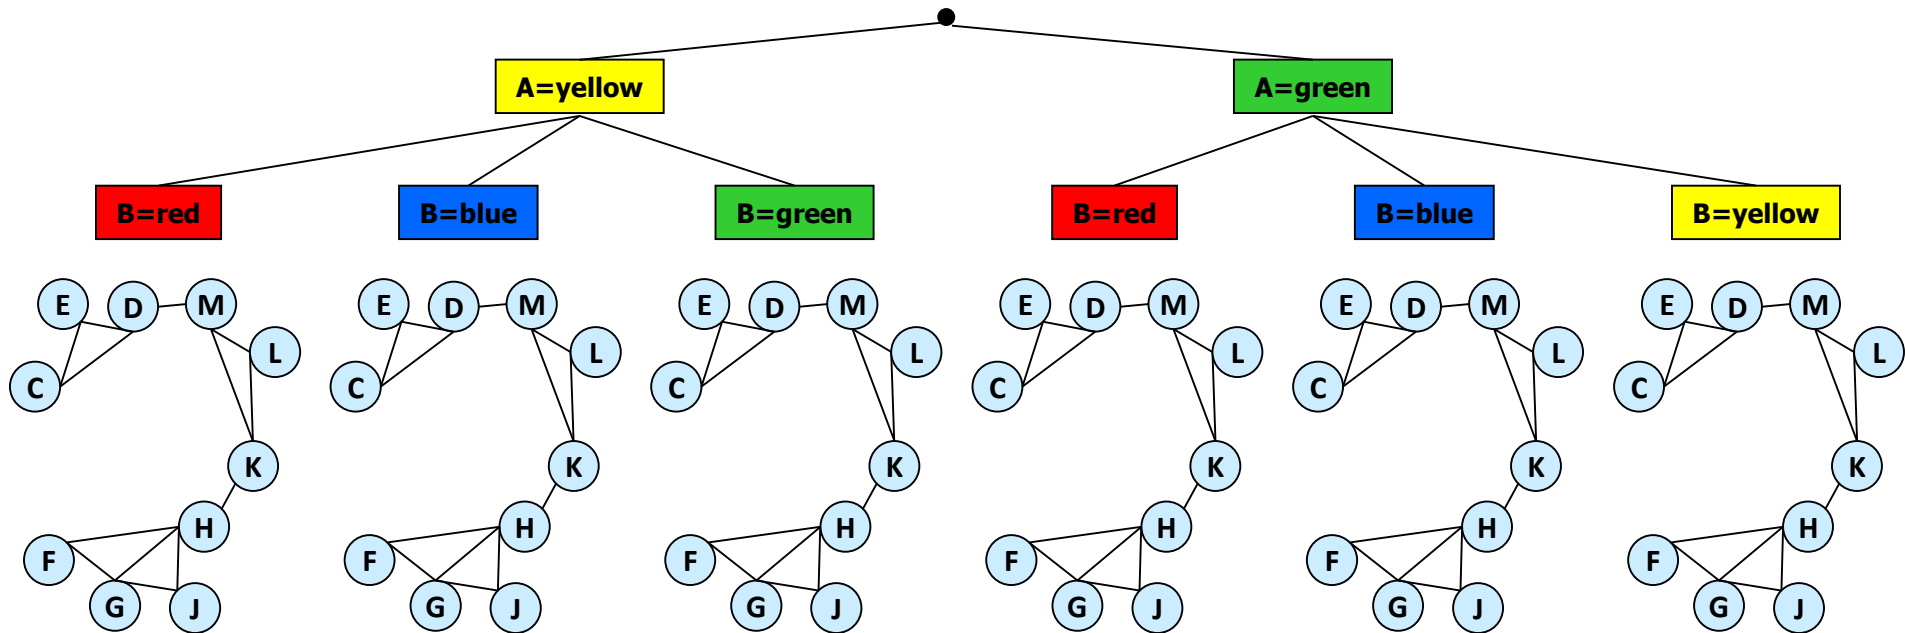 A=yellow A=green
B=red B=blue B=green B=red B=blue B=yellow
E D M E D M E D M E D M E D M E D M
L L L L L L
C C C C C C
K K K K K K
H H H H H H
F F F F F F
G J G J G J G J G J G J